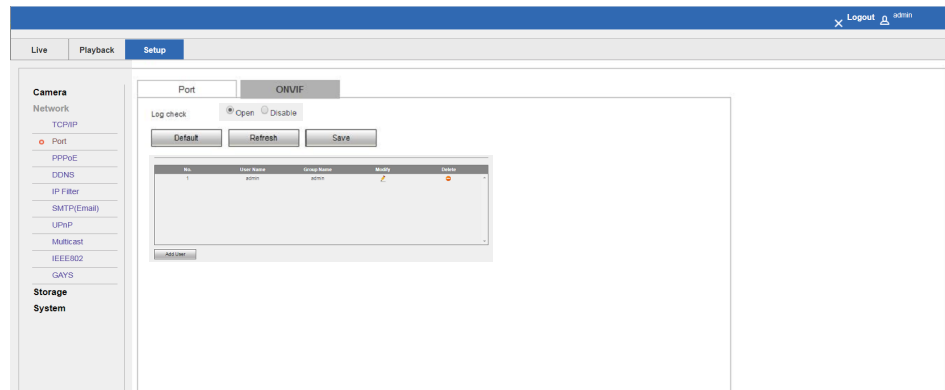 Logout admin
Live Playback Setup
Camera
Network
TCP/IP
Port
PPPoE
DDNS
IP Filter
SMTP(Email)
UPnP
Multicast
IEEE802
GAYS
Storage
System
Port ONVIF
Log check Open Disable
Default Refresh Save
No. User Name Group Name Modify Delete
1 admin admin
Add User